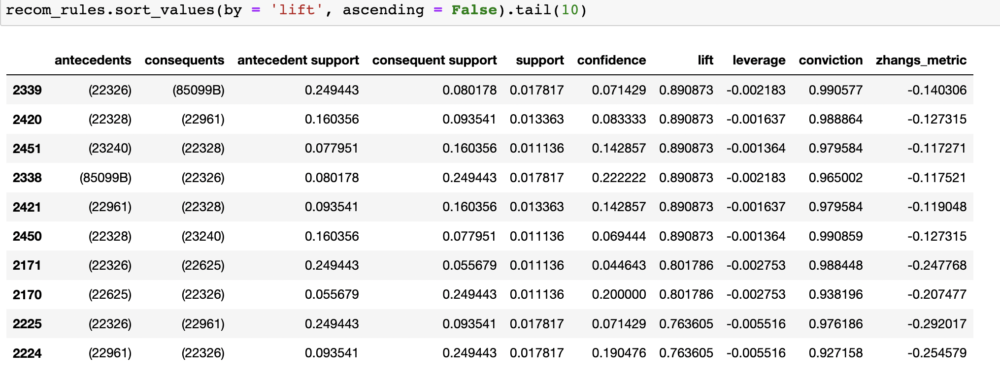 recom_rules.sort_values(by = 'lift', ascending = False).tail(10)
antecedents consequents antecedent support consequent support support confidence lift leverage conviction zhangs_metric
2339 (22326) (85099B) 0.249443 0.080178 0.017817 0.071429 0.890873 -0.002183 0.990577 -0.140306
2420 (22328) (22961) 0.160356 0.093541 0.013363 0.083333 0.890873 -0.001637 0.988864 -0.127315
2451 (23240) (22328) 0.077951 0.160356 0.011136 0.142857 0.890873 -0.001364 0.979584 -0.117271
2338 (85099B) (22326) 0.080178 0.249443 0.017817 0.222222 0.890873 -0.002183 0.965002 -0.117521
2421 (22961) (22328) 0.093541 0.160356 0.013363 0.142857 0.890873 -0.001637 0.979584 -0.119048
2450 (22328) (23240) 0.160356 0.077951 0.011136 0.069444 0.890873 -0.001364 0.990859 -0.127315
2171 (22326) (22625) 0.249443 0.055679 0.011136 0.044643 0.801786 -0.002753 0.988448 -0.247768
2170 (22625) (22326) 0.055679 0.249443 0.011136 0.200000 0.801786 -0.002753 0.938196 -0.207477
2225 (22326) (22961) 0.249443 0.093541 0.017817 0.071429 0.763605 -0.005516 0.976186 -0.292017
2224 (22961) (22326) 0.093541 0.249443 0.017817 0.190476 0.763605 -0.005516 0.927158 -0.254579